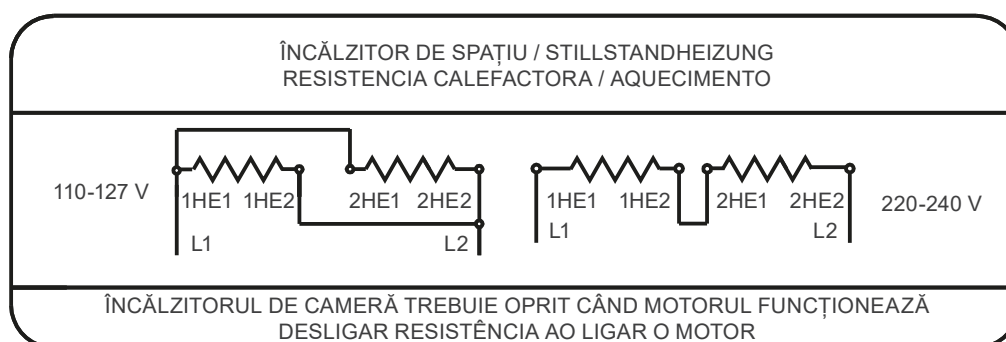 ÎNCĂLZITOR DE SPAȚIU / STILLSTANDHEIZUNG
RESISTENCIA CALEFACTORA / AQUECIMENTO
110-127 V
1HE1 1HE2 2HE1 2HE2
L1 L2
1HE1 1HE2 2HE1 2HE2
L1 L2
220-240 V
ÎNCĂLZITORUL DE CAMERĂ TREBUIE OPRIT CÂND MOTORUL FUNCȚIONEAZĂ
DESLIGAR RESISTÊNCIA AO LIGAR O MOTOR